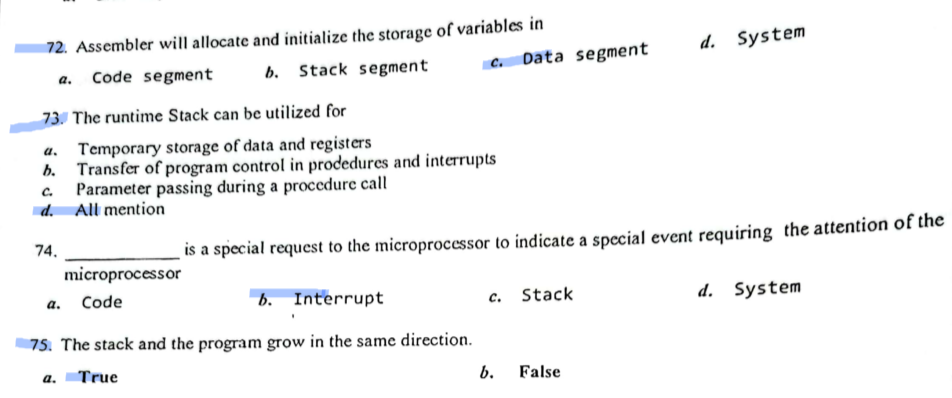 72. Assembler will allocate and initialize the storage of variables in
a. Code segment b. Stack segment c. Data segment d. System
73. The runtime Stack can be utilized for
a. Temporary storage of data and registers
b. Transfer of program control in prodedures and interrupts
c. Parameter passing during a procedure call
d. All mention
74. __________ is a special request to the microprocessor to indicate a special event requiring the attention of the
microprocessor
a. Code b. Interrupt c. Stack d. System
75. The stack and the program grow in the same direction.
a. True b. False